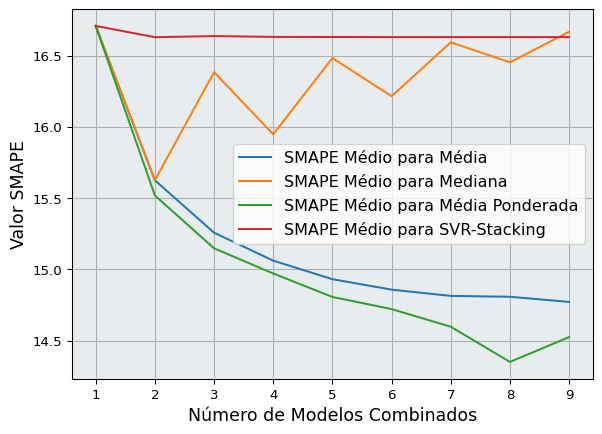 Valor SMAPE
16.5
16.0
15.5
15.0
14.5
SMAPE Médio para Média
SMAPE Médio para Mediana
SMAPE Médio para Média Ponderada
SMAPE Médio para SVR-Stacking
1 2 3 4 5 6 7 8 9
Número de Modelos Combinados